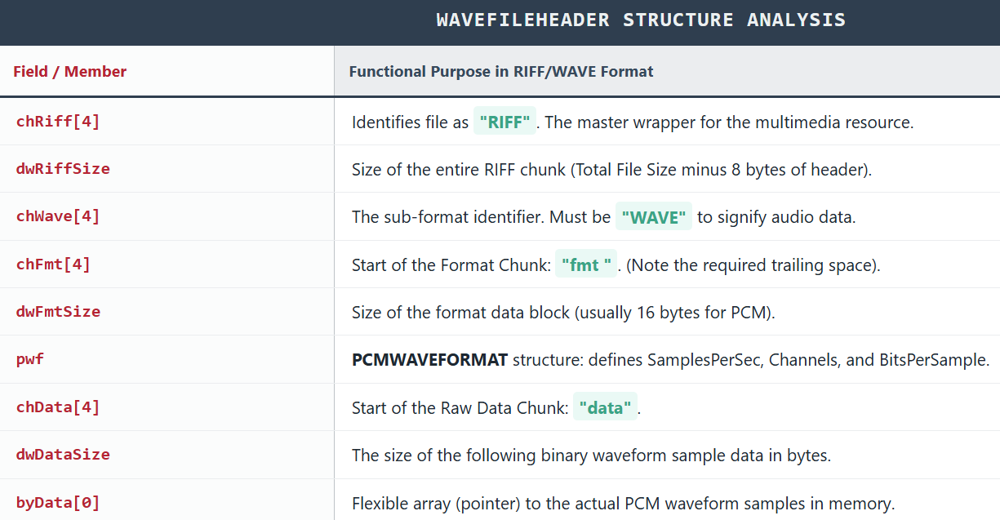 WAVEFILEHEADER STRUCTURE ANALYSIS
Field / Member Functional Purpose in RIFF/WAVE Format
chRiff[4] Identifies file as "RIFF" . The master wrapper for the multimedia resource.
dwRiffSize Size of the entire RIFF chunk (Total File Size minus 8 bytes of header).
chWave[4] The sub-format identifier. Must be "WAVE" to signify audio data.
chFmt[4] Start of the Format Chunk: "fmt " . (Note the required trailing space).
dwFmtSize Size of the format data block (usually 16 bytes for PCM).
pwf PCMWAVEFORMAT structure: defines SamplesPerSec, Channels, and BitsPerSample.
chData[4] Start of the Raw Data Chunk: "data" .
dwDataSize The size of the following binary waveform sample data in bytes.
byData[0] Flexible array (pointer) to the actual PCM waveform samples in memory.